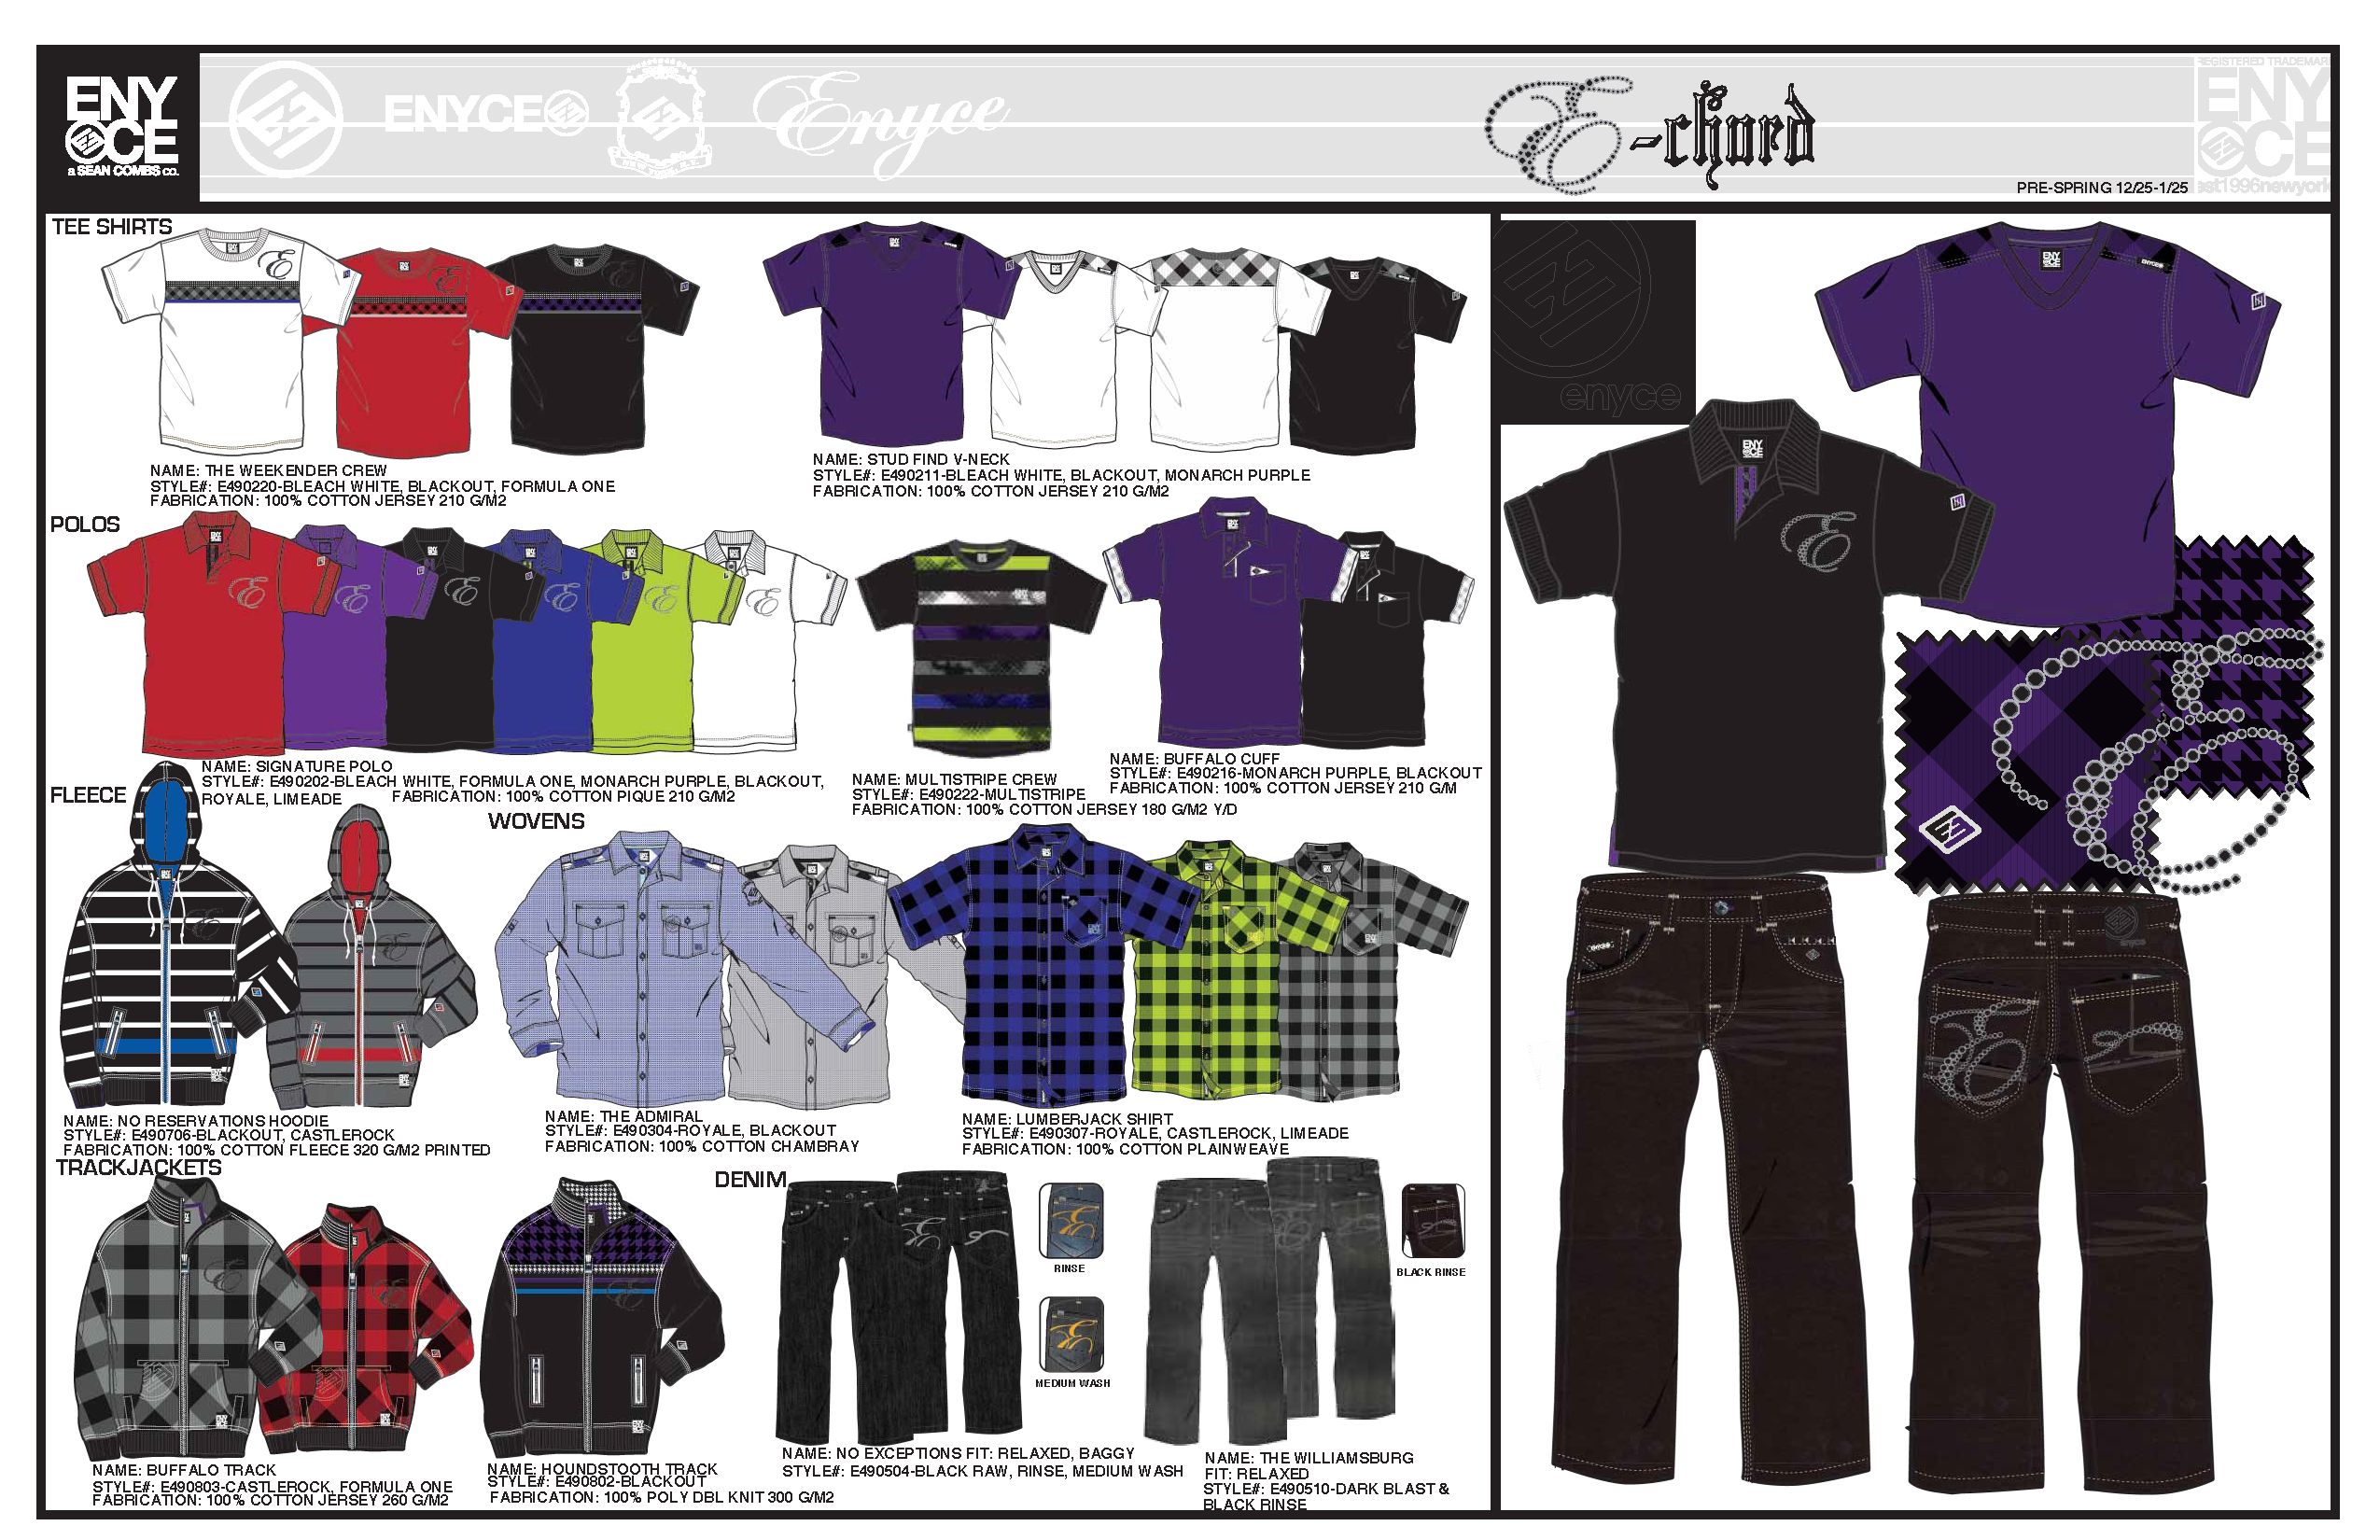 ENY
CE
a SEAN COMBS co.
ENYCE
NEW YORK, N.Y.
Enyce
E-chord
PRE-SPRING 12/25-1/25
REGISTERED TRADEMARK
ENY
CE
est1996newyork
TEE SHIRTS
NAME: THE WEEKENDER CREW
STYLE#: E490220-BLEACH WHITE, BLACKOUT, FORMULA ONE
FABRICATION: 100% COTTON JERSEY 210 G/M2
NAME: STUD FIND V-NECK
STYLE#: E490211-BLEACH WHITE, BLACKOUT, MONARCH PURPLE
FABRICATION: 100% COTTON JERSEY 210 G/M2
POLOS
NAME: SIGNATURE POLO
STYLE#: E490202-BLEACH WHITE, FORMULA ONE, MONARCH PURPLE, BLACKOUT,
ROYALE, LIMEADE FABRICATION: 100% COTTON PIQUE 210 G/M2
NAME: MULTISTRIPE CREW
STYLE#: E490222-MULTISTRIPE
FABRICATION: 100% COTTON JERSEY 180 G/M2 Y/D
NAME: BUFFALO CUFF
STYLE#: E490216-MONARCH PURPLE, BLACKOUT
FABRICATION: 100% COTTON JERSEY 210 G/M
FLEECE
NAME: NO RESERVATIONS HOODIE
STYLE#: E490706-BLACKOUT, CASTLEROCK
FABRICATION: 100% COTTON FLEECE 320 G/M2 PRINTED
WOVENS
NAME: THE ADMIRAL
STYLE#: E490304-ROYALE, BLACKOUT
FABRICATION: 100% COTTON CHAMBRAY
NAME: LUMBERJACK SHIRT
STYLE#: E490307-ROYALE, CASTLEROCK, LIMEADE
FABRICATION: 100% COTTON PLAINWEAVE
TRACKJACKETS
NAME: BUFFALO TRACK
STYLE#: E490803-CASTLEROCK, FORMULA ONE
FABRICATION: 100% COTTON JERSEY 260 G/M2
NAME: HOUNDSTOOTH TRACK
STYLE#: E490802-BLACKOUT
FABRICATION: 100% POLY DBL KNIT 300 G/M2
DENIM
RINSE
MEDIUM WASH
BLACK RINSE
NAME: NO EXCEPTIONS FIT: RELAXED, BAGGY
STYLE#: E490504-BLACK RAW, RINSE, MEDIUM WASH
NAME: THE WILLIAMSBURG
FIT: RELAXED
STYLE#: E490510-DARK BLAST &
BLACK RINSE
enyce
ENY
CE
ENYCE
ENY
CE
E
E
enyce
E